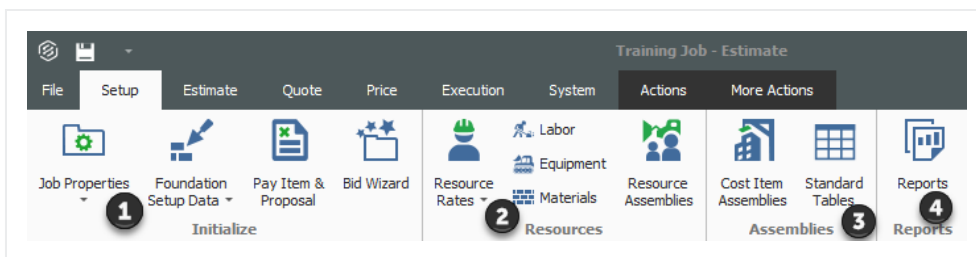 Training Job - Estimate
File Setup Estimate Quote Price Execution System Actions More Actions
Job Properties
Foundation Setup Data
Pay Item & Proposal
Bid Wizard
1
Initialize
Resource Rates
Labor
Equipment
Materials
Resource Assemblies
2
Resources
Cost Item Assemblies
Standard Tables
3
Assemblies
Reports
4
Reports